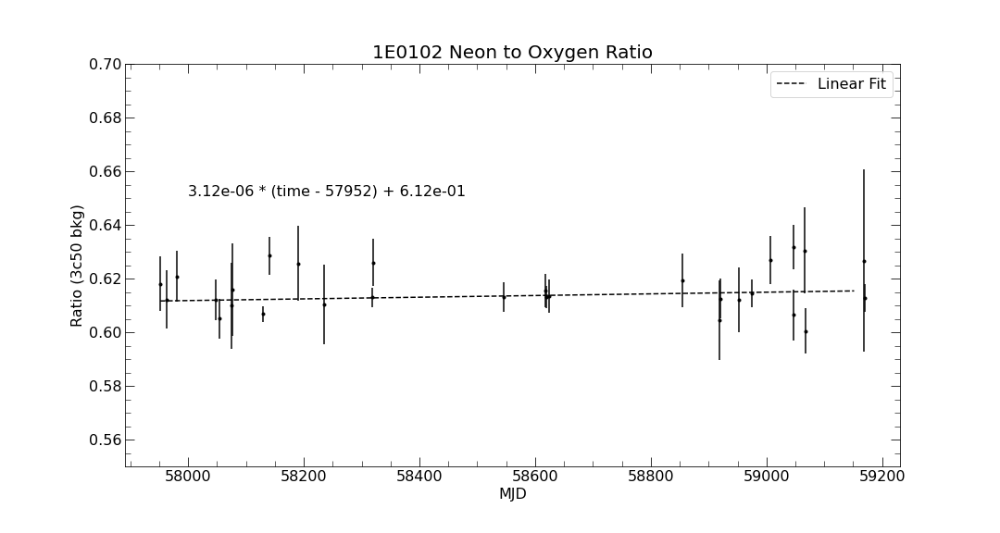 1E0102 Neon to Oxygen Ratio
Linear Fit
3.12e-06 * (time - 57952) + 6.12e-01
Ratio (3c50 bkg)
0.70
0.68
0.66
0.64
0.62
0.60
0.58
0.56
58000 58200 58400 58600 58800 59000 59200
MJD